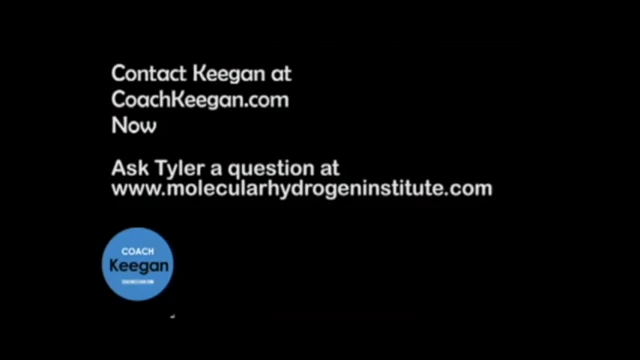 Contact Keegan at
CoachKeegan.com
Now
Ask Tyler a question at
www.molecularhydrogeninstitute.com
COACH
Keegan